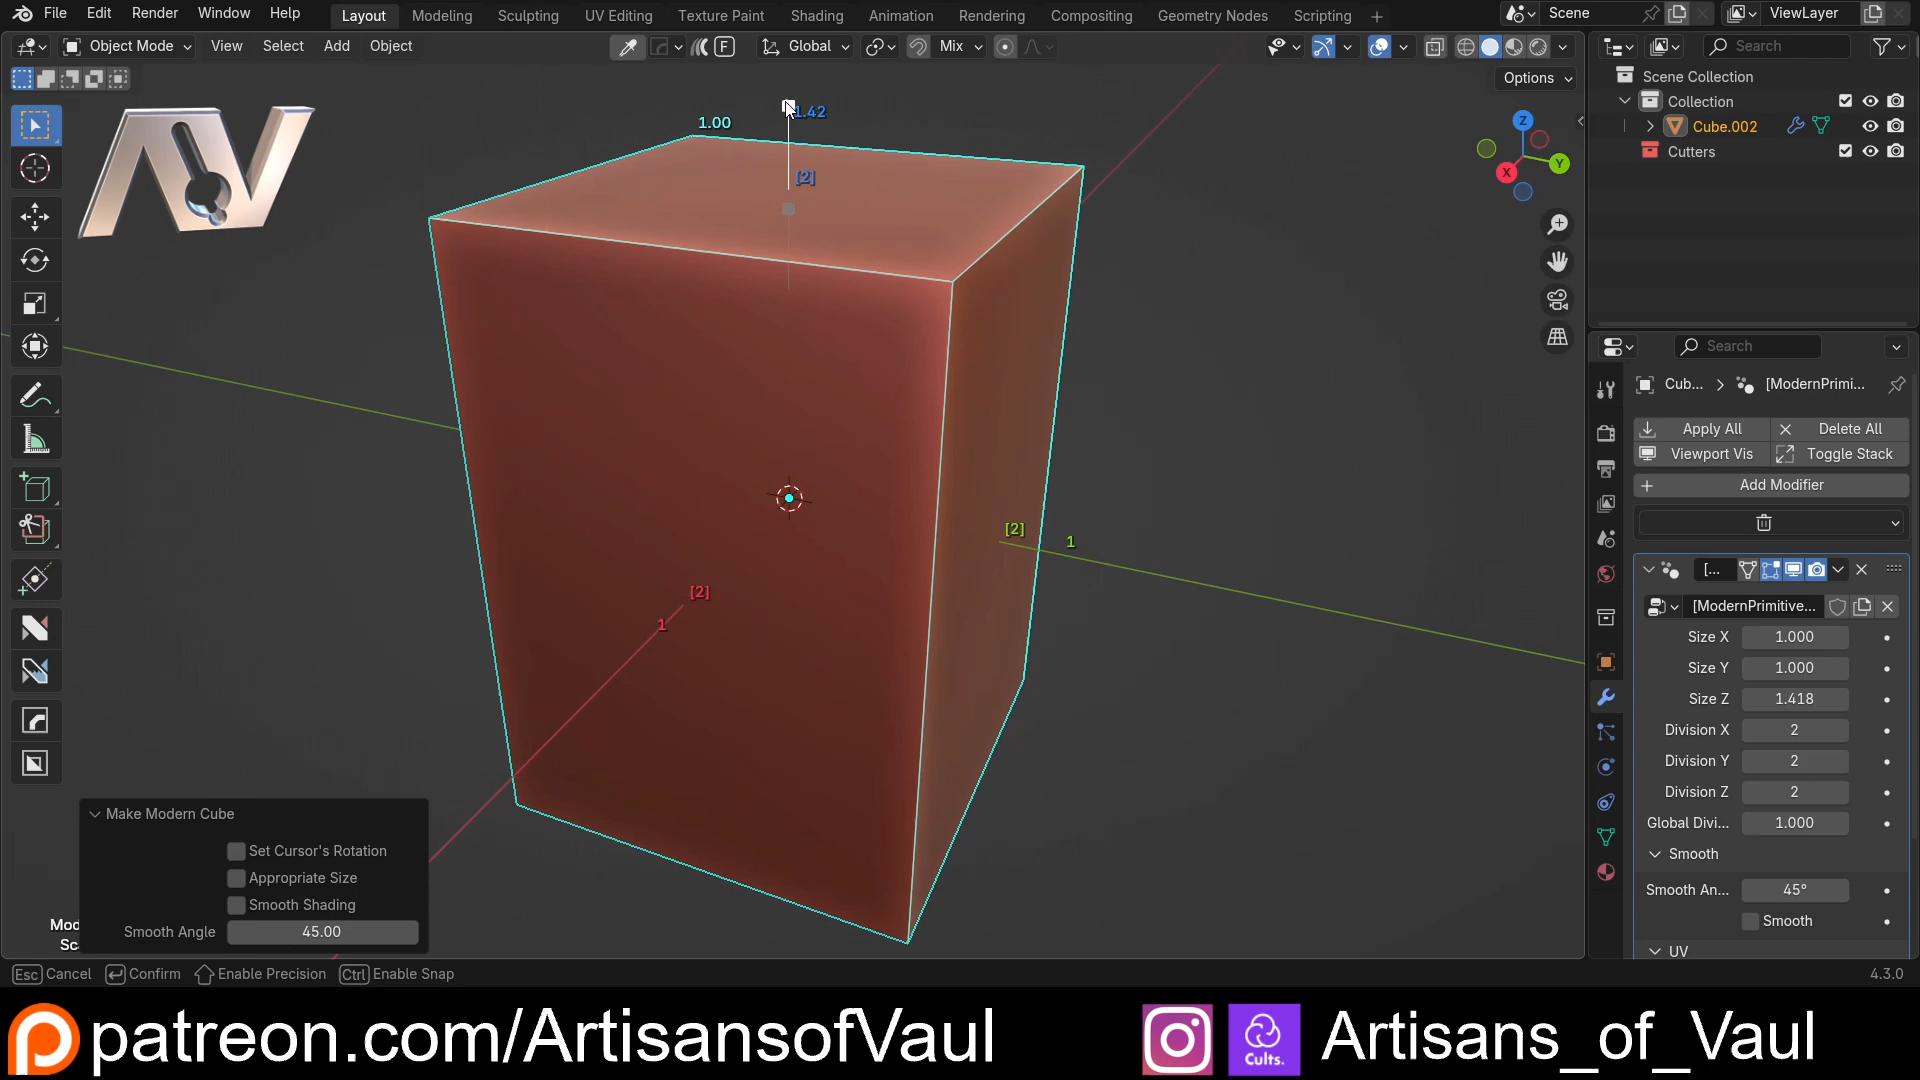 File Edit Render Window Help Layout Modeling Sculpting UV Editing Texture Paint Shading Animation Rendering Compositing Geometry Nodes Scripting + Scene ViewLayer
Object Mode View Select Add Object F Global Mix Search
Options
Scene Collection
Collection
Cube.002
Cutters
AV
1.00
1.42
[2]
Z
Y
X
[2]
1
[2]
1
Search
Cub... > [ModernPrimi...
Apply All Delete All
Viewport Vis Toggle Stack
Add Modifier
[...
[ModernPrimitive...
Size X 1.000
Size Y 1.000
Size Z 1.418
Division X 2
Division Y 2
Division Z 2
Global Divi... 1.000
Smooth
Smooth An... 45°
Smooth
UV
Make Modern Cube
Set Cursor's Rotation
Appropriate Size
Smooth Shading
Smooth Angle 45.00
Mod
Sc
Esc Cancel Confirm Enable Precision Ctrl Enable Snap 4.3.0
patreon.com/ArtisansofVaul Cults. Artisans_of_Vaul